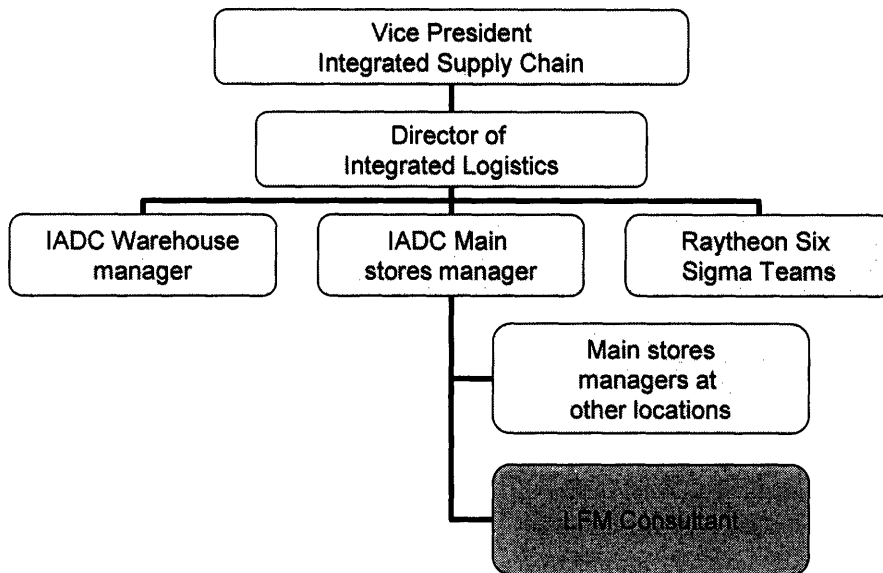 Vice President
Integrated Supply Chain
Director of
Integrated Logistics
IADC Warehouse
manager
IADC Main
stores manager
Raytheon Six
Sigma Teams
Main stores
managers at
other locations
LFM Consultant